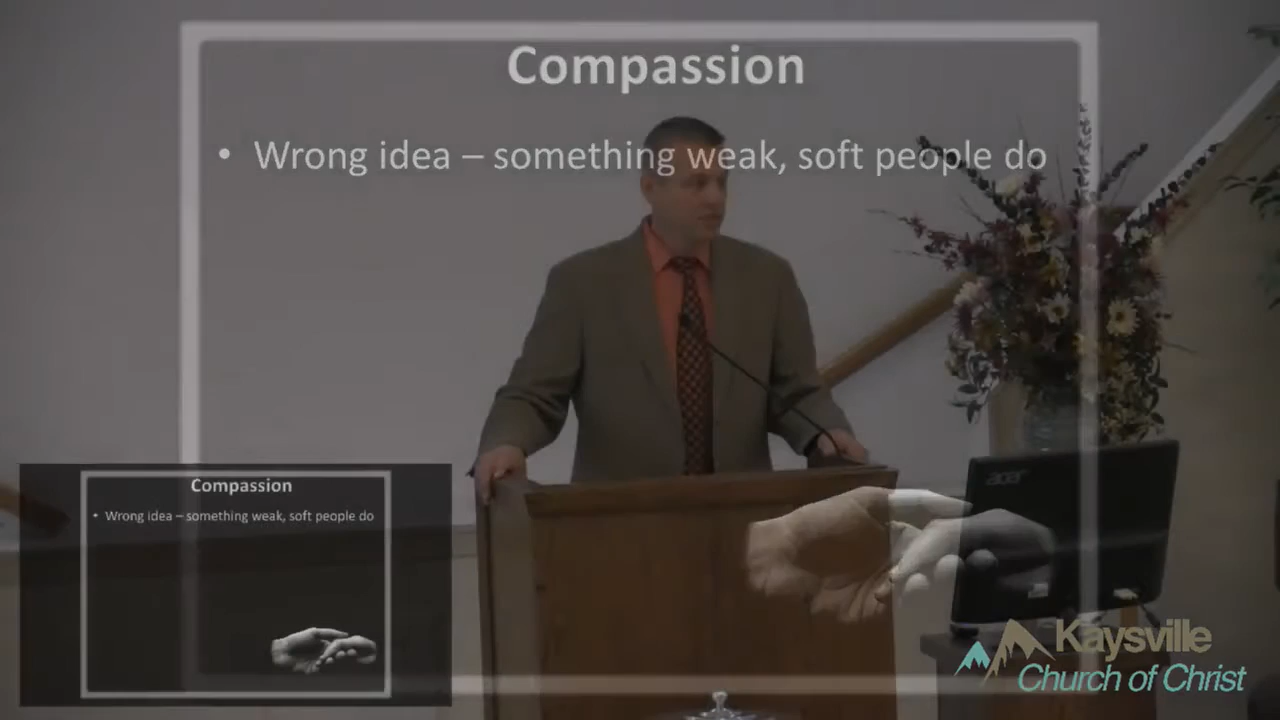 Compassion
• Wrong idea – something weak, soft people do
Compassion
• Wrong idea – something weak, soft people do
acer
Kaysville
Church of Christ